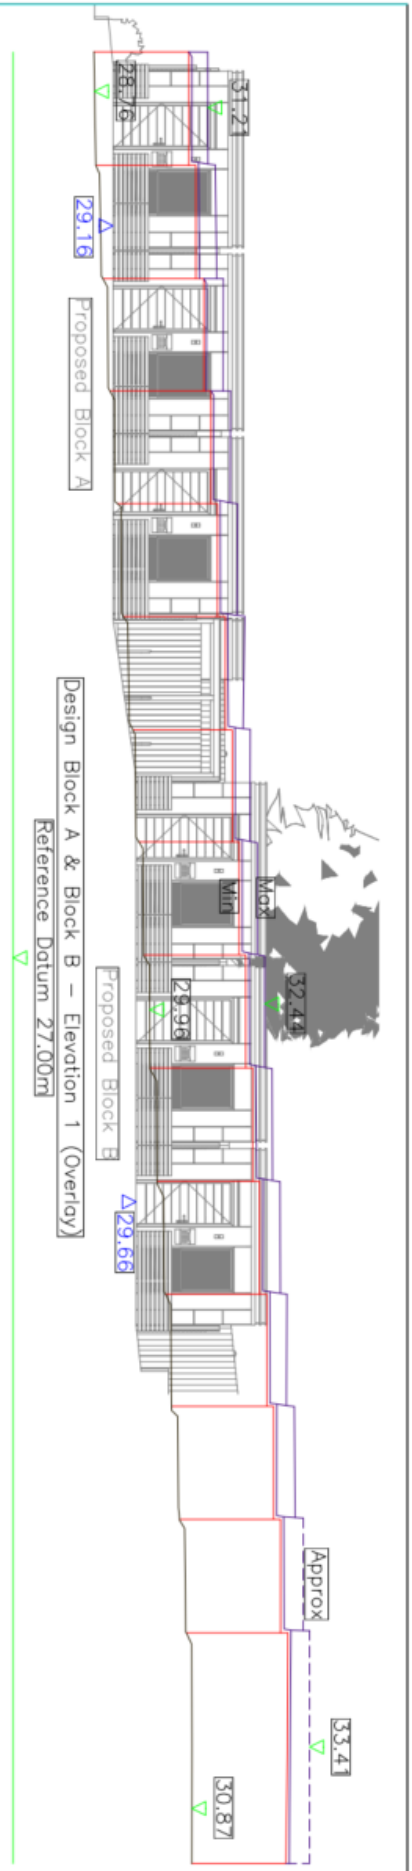 31.21
28.76
29.16
Proposed Block A
Max
Min
32.44
29.96
Proposed Block B
29.66
Approx
33.41
30.87
Design Block A & Block B - Elevation 1 (Overlay)
Reference Datum 27.00m